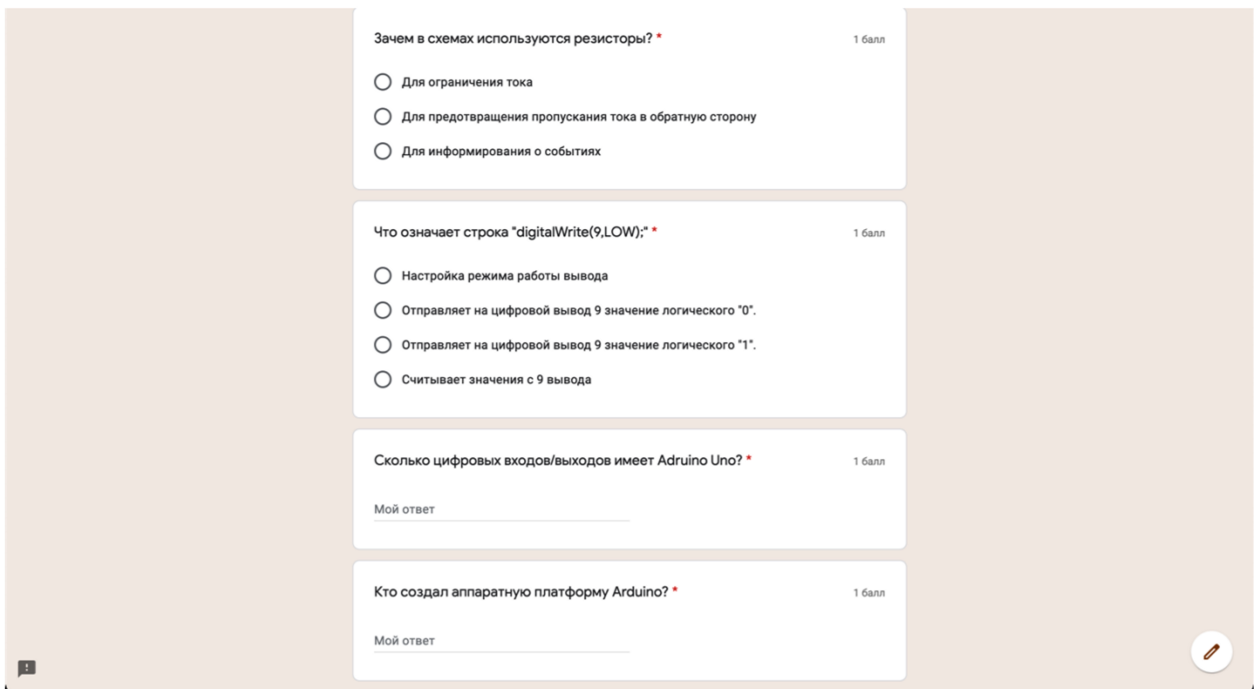 Зачем в схемах используются резисторы? *
1 балл
Для ограничения тока
Для предотвращения пропускания тока в обратную сторону
Для информирования о событиях
Что означает строка "digitalWrite(9,LOW);" *
1 балл
Настройка режима работы вывода
Отправляет на цифровой вывод 9 значение логического "0".
Отправляет на цифровой вывод 9 значение логического "1".
Считывает значения с 9 вывода
Сколько цифровых входов/выходов имеет Adruino Uno? *
1 балл
Мой ответ
Кто создал аппаратную платформу Arduino? *
1 балл
Мой ответ